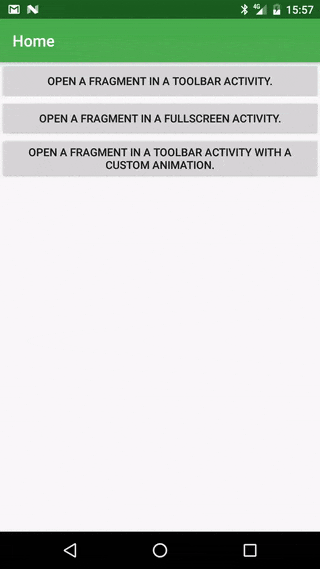 4G 15:57
Home
OPEN A FRAGMENT IN A TOOLBAR ACTIVITY.
OPEN A FRAGMENT IN A FULLSCREEN ACTIVITY.
OPEN A FRAGMENT IN A TOOLBAR ACTIVITY WITH A
CUSTOM ANIMATION.